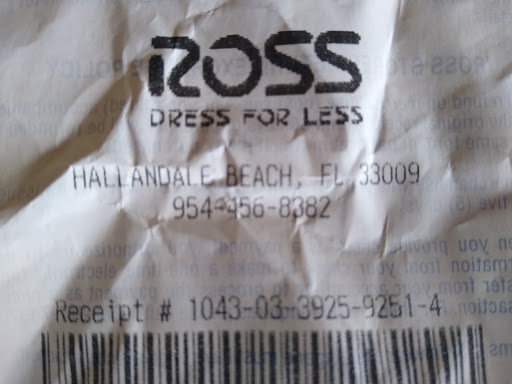 ROSS
DRESS FOR LESS
HALLANDALE BEACH, FL 33009
954-456-8382
Receipt # 1043-03-3925-9251-4